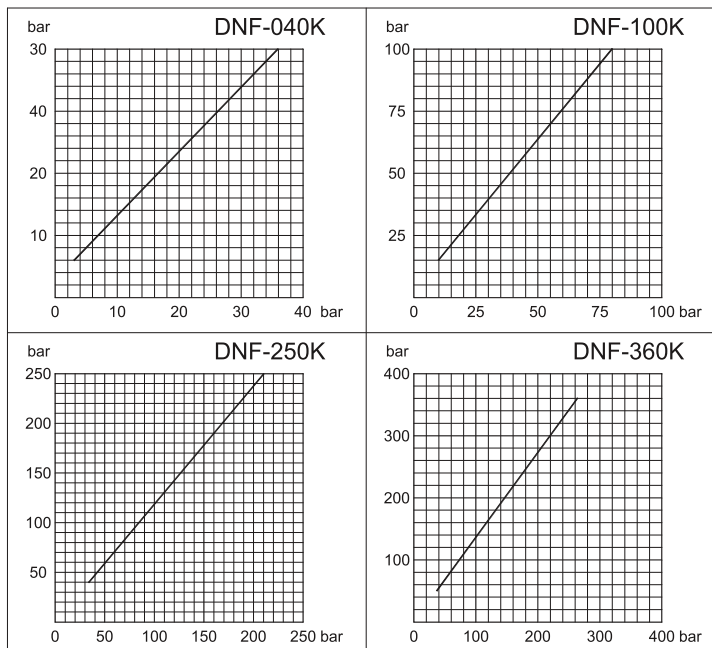 bar DNF-040K
30
40
20
10
0 10 20 30 40 bar
bar DNF-100K
100
75
50
25
0 25 50 75 100 bar
bar DNF-250K
250
200
150
100
50
0 50 100 150 200 250 bar
bar DNF-360K
400
300
200
100
0 100 200 300 400 bar